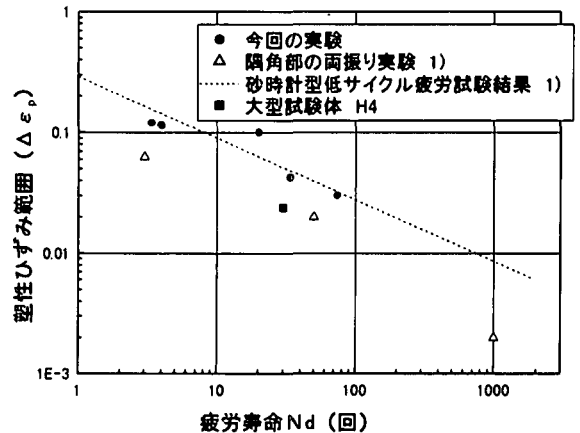 ● 今回の実験
△ 隅角部の両振り実験 1)
砂時計型低サイクル疲労試験結果 1)
■ 大型試験体 H4
塑性ひずみ範囲(Δεp)
1
0.1
0.01
1E-3
1 10 100 1000
疲労寿命Nd(回)